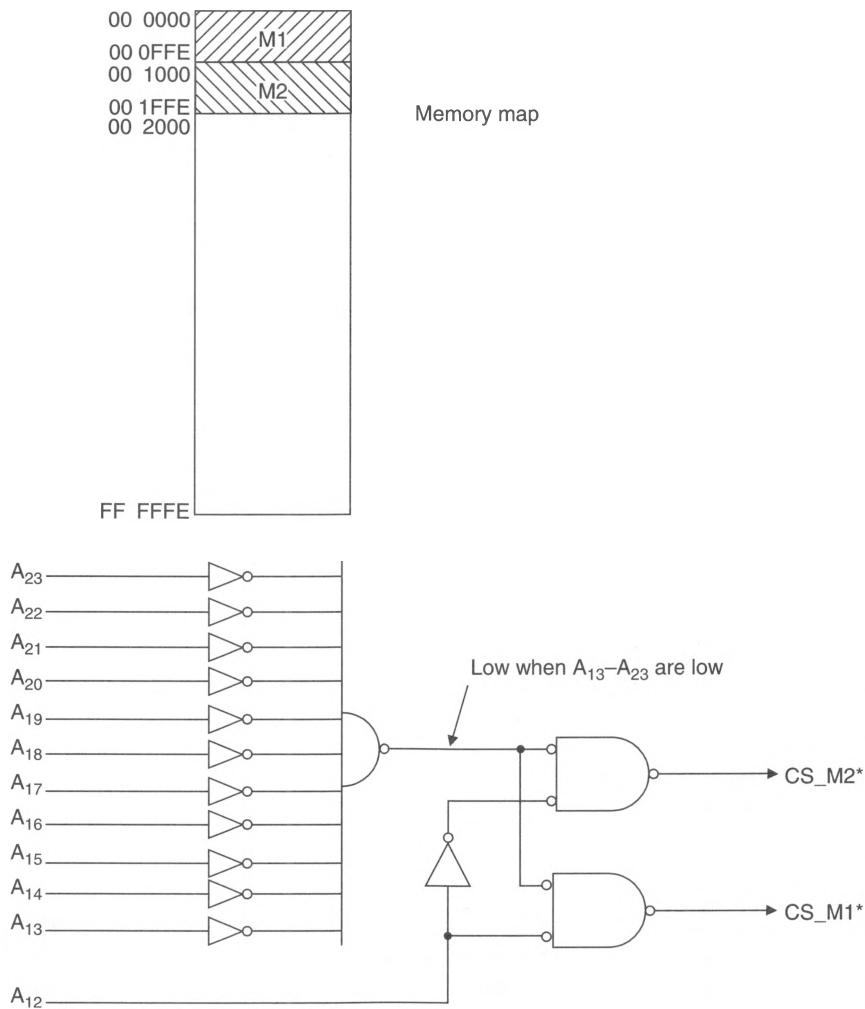 00 0000
M1
00 0FFE
00 1000
M2
00 1FFE
00 2000
Memory map
FF FFFE
A23
A22
A21
A20
A19
A18
A17
A16
A15
A14
A13
A12
Low when A13–A23 are low
CS_M2*
CS_M1*